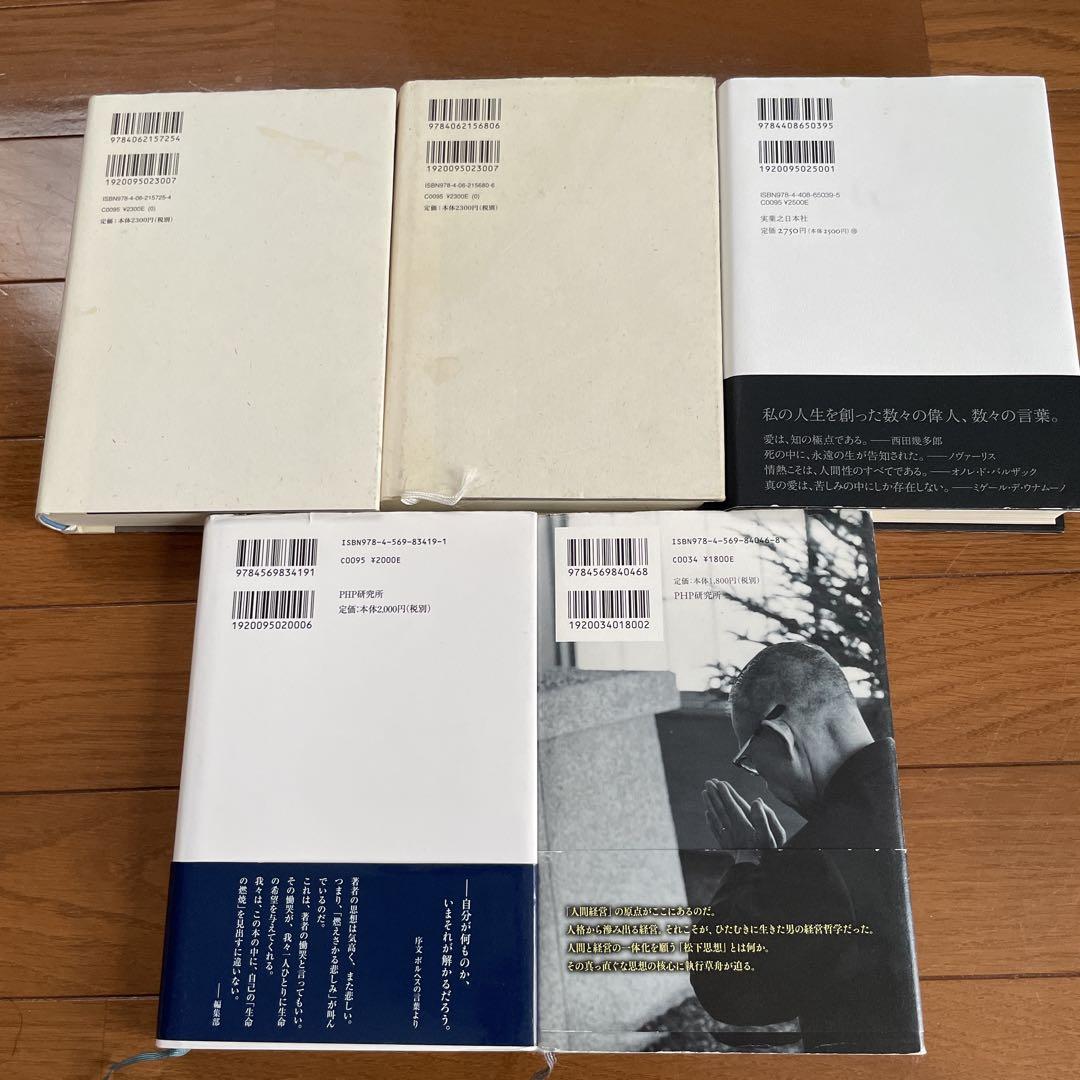 9784062157254
1920095023007
ISBN978-4-06-215725-4
C0095 ¥2300E (0)
定価:本体2300円(税別)
9784062156806
1920095023007
ISBN978-4-06-215680-6
C0095 ¥2300E (0)
定価:本体2300円(税別)
9784408650395
1920095025001
ISBN978-4-408-65039-5
C0095 ¥2500E
実業之日本社
定価 2750円(本体 2500円)⑩
私の人生を創った数々の偉人、数々の言葉。
愛は、知の極点である。——西田幾多郎
死の中に、永遠の生が告知された。——ノヴァーリス
情熱こそは、人間性のすべてである。——オノレ・ド・バルザック
真の愛は、苦しみの中にしか存在しない。——ミゲール・デ・ウナムーノ
9784569834191
1920095020006
ISBN978-4-569-83419-1
C0095 ¥2000E
PHP研究所
定価:本体2,000円(税別)
——自分が何ものか、
いまそれが解かるだろう。
序文 ボルヘスの言葉より
著者の思想は気高く、また悲しい。
つまり、「燃えさかる悲しみ」が叫ん
でいるのだ。
これは、著者の慟哭と言ってもいい。
その慟哭が、我々一人ひとりに生命
の希望を与えてくれる。
我々は、この本の中に、自己の「生命
の燃焼」を見出すに違いない。
——編集部
9784569840468
1920034018002
ISBN978-4-569-84046-8
C0034 ¥1800E
定価:本体1,800円(税別)
PHP研究所
「人間経営」の原点がここにあるのだ。
人格から滲み出る経営。それこそが、ひたむきに生きた男の経営哲学だった。
人間と経営の一体化を願う「松下思想」とは何か。
その真っ直ぐな思想の核心に執行草舟が迫る。